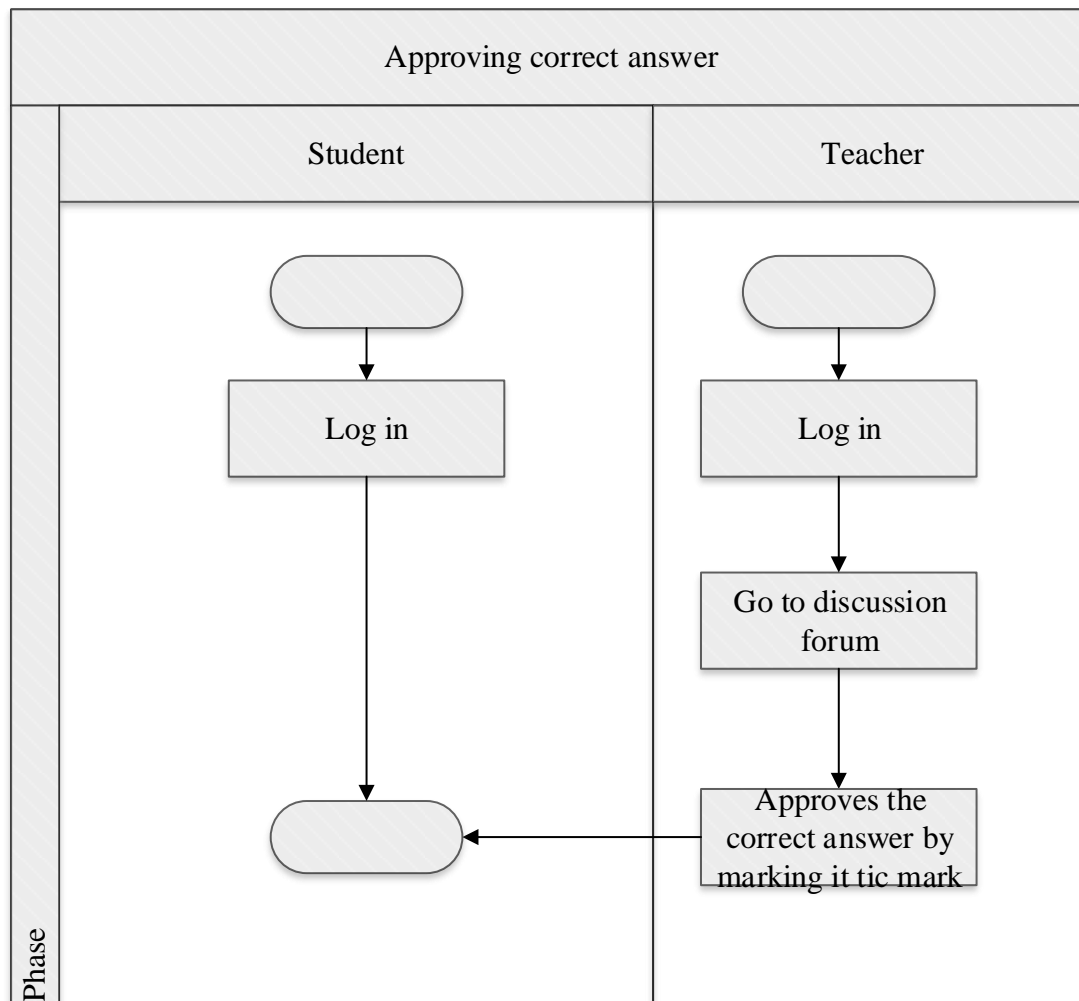 Approving correct answer
Student
Teacher
Log in
Log in
Go to discussion
forum
Approves the
correct answer by
marking it tic mark
Phase